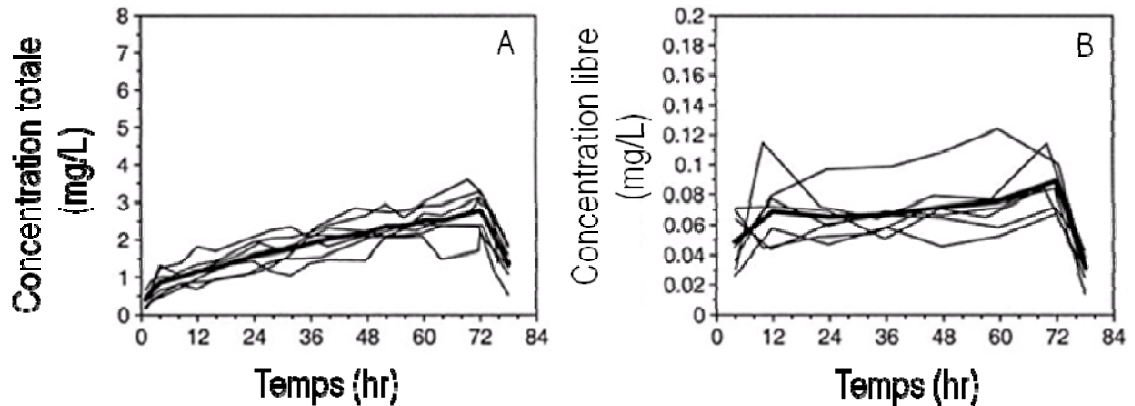 Concentration totale
(mg/L)
8
7
6
5
4
3
2
1
0
A
0 12 24 36 48 60 72 84
Temps (hr)
Concentration libre
(mg/L)
0.2
0.18
0.16
0.14
0.12
0.1
0.08
0.06
0.04
0.02
0
B
0 12 24 36 48 60 72 84
Temps (hr)